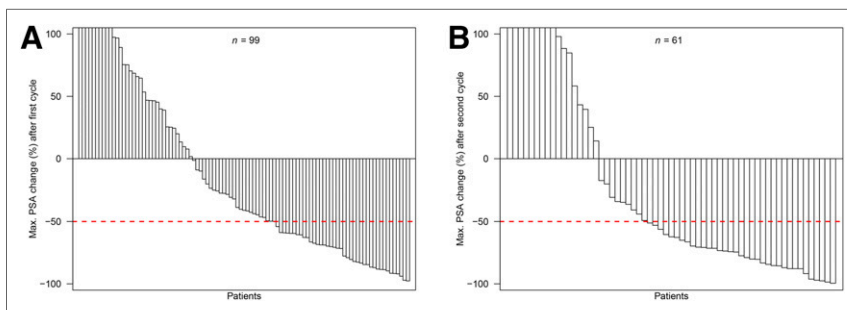 A
n = 99
Max. PSA change (%) after first cycle
100
50
0
−50
−100
Patients
B
n = 61
Max. PSA change (%) after second cycle
100
50
0
−50
−100
Patients